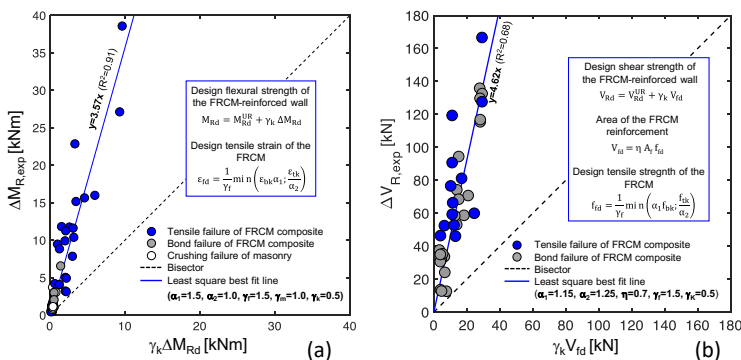 40
35
30
25
20
15
10
5
0
0
10
20
30
40
ΔM_R,exp [kNm]
γ_k ΔM_Rd [kNm]
(a)
y=3.57x (R²=0.91)
Design flexural strength of
the FRCM-reinforced wall
M_Rd = M_Rd^UR + γ_k ΔM_Rd
Design tensile strain of the
FRCM
ε_fd = 1/γ_f min(ε_bk α_1; ε_tk/α_2)
Tensile failure of FRCM composite
Bond failure of FRCM composite
Crushing failure of masonry
Bisector
Least square best fit line
(α_1=1.5, α_2=1.0, γ_f=1.5, γ_m=1.0, γ_k=0.5)
180
160
140
120
100
80
60
40
20
0
0
20
40
60
80
100
120
140
160
180
ΔV_R,exp [kN]
γ_k V_fd [kN]
(b)
y=4.62x (R²=0.68)
Design shear strength of
the FRCM-reinforced wall
V_Rd = V_Rd^UR + γ_k V_fd
Area of the FRCM
reinforcement
V_fd = η A_f f_fd
Design tensile stregnth of
the FRCM
f_fd = 1/γ_f min(α_1 f_bk; f_tk/α_2)
Tensile failure of FRCM composite
Bond failure of FRCM composite
Bisector
Least square best fit line
(α_1=1.15, α_2=1.25, η=0.7, γ_f=1.5, γ_K=0.5)